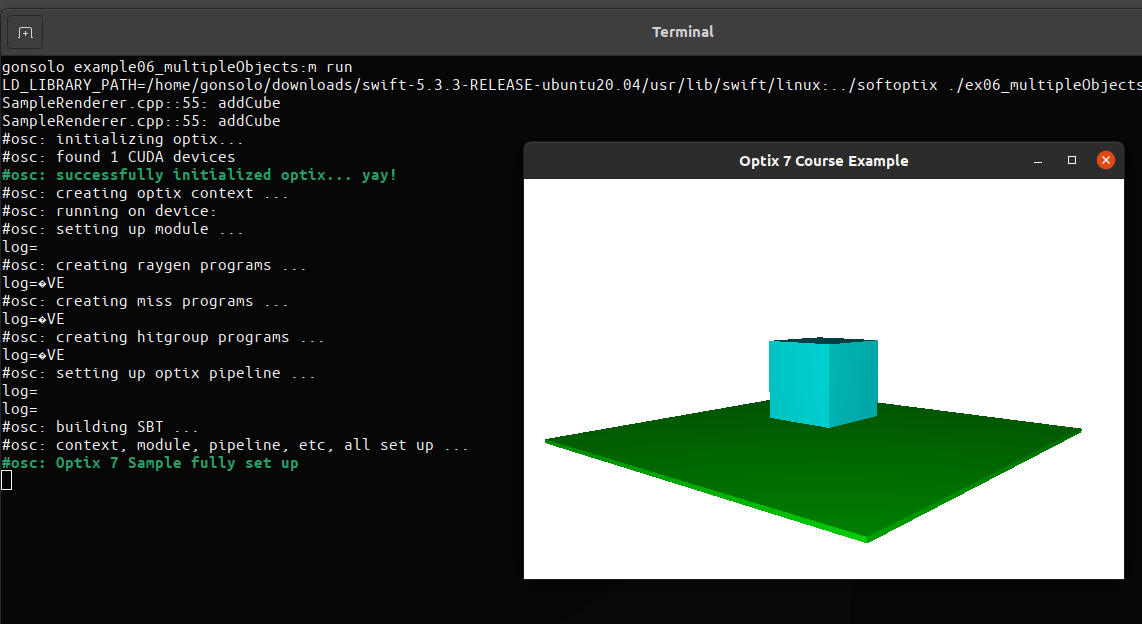 Terminal
gonsolo example06_multipleObjects:m run
LD_LIBRARY_PATH=/home/gonsolo/downloads/swift-5.3.3-RELEASE-ubuntu20.04/usr/lib/swift/linux:../softoptix ./ex06_multipleObjects
SampleRenderer.cpp::55: addCube
SampleRenderer.cpp::55: addCube
#osc: initializing optix...
#osc: found 1 CUDA devices
#osc: successfully initialized optix... yay!
#osc: creating optix context ...
#osc: running on device:
#osc: setting up module ...
log=
#osc: creating raygen programs ...
log=�VE
#osc: creating miss programs ...
log=�VE
#osc: creating hitgroup programs ...
log=�VE
#osc: setting up optix pipeline ...
log=
log=
#osc: building SBT ...
#osc: context, module, pipeline, etc, all set up ...
#osc: Optix 7 Sample fully set up
Optix 7 Course Example